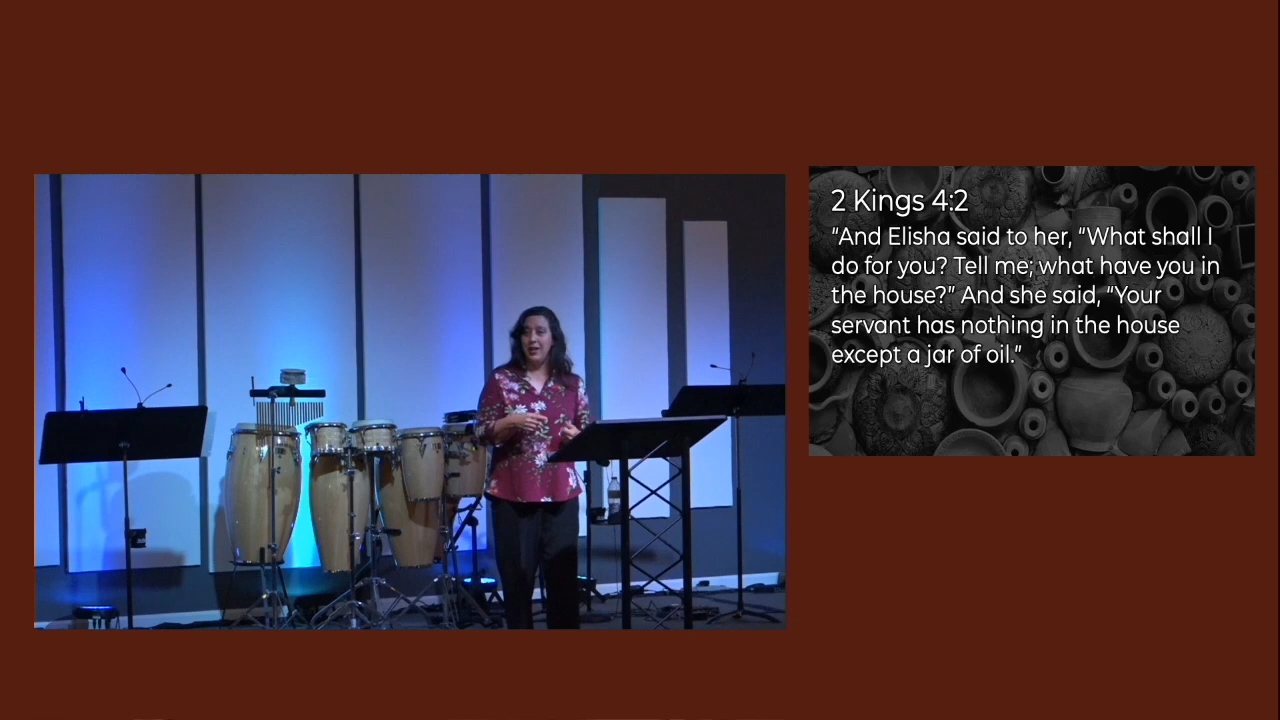 2 Kings 4:2
“And Elisha said to her, “What shall I
do for you? Tell me; what have you in
the house?” And she said, “Your
servant has nothing in the house
except a jar of oil.”